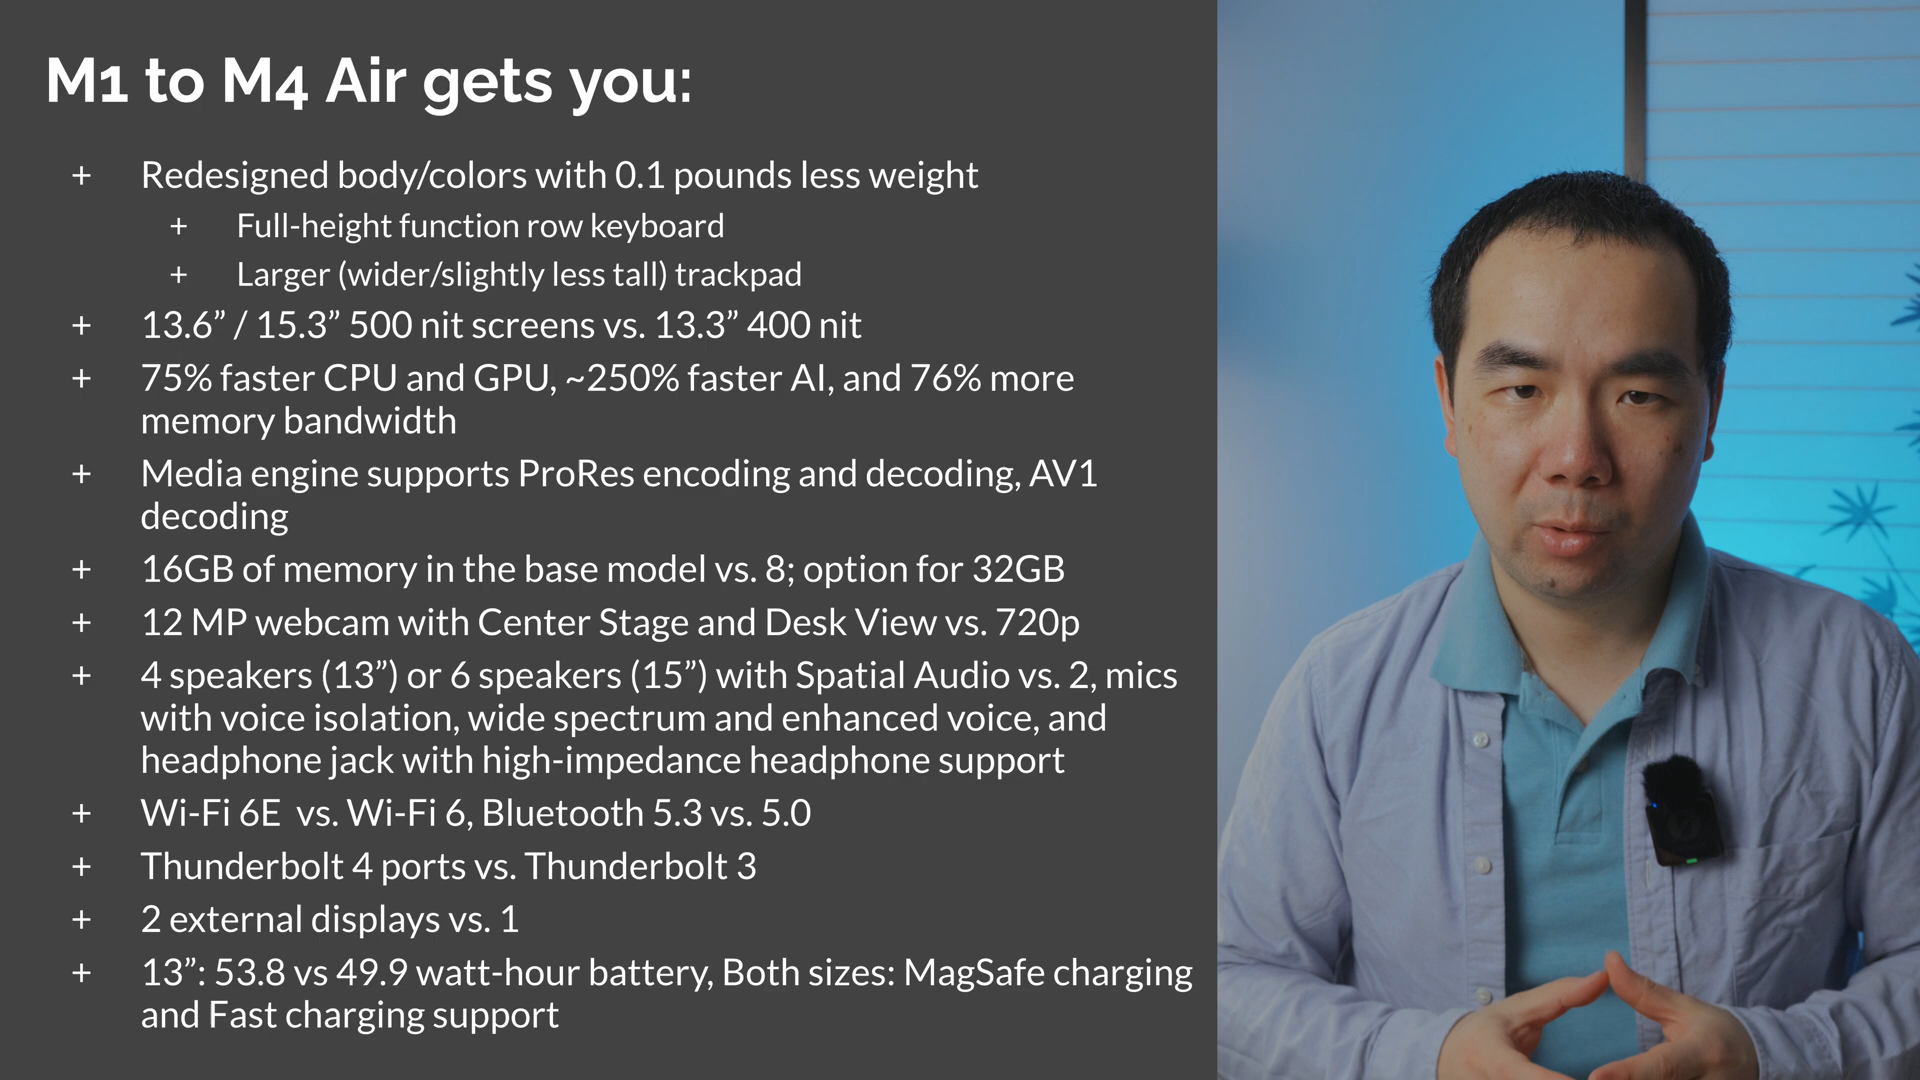 M1 to M4 Air gets you:
+ Redesigned body/colors with 0.1 pounds less weight
+ Full-height function row keyboard
+ Larger (wider/slightly less tall) trackpad
+ 13.6” / 15.3” 500 nit screens vs. 13.3” 400 nit
+ 75% faster CPU and GPU, ~250% faster AI, and 76% more
memory bandwidth
+ Media engine supports ProRes encoding and decoding, AV1
decoding
+ 16GB of memory in the base model vs. 8; option for 32GB
+ 12 MP webcam with Center Stage and Desk View vs. 720p
+ 4 speakers (13”) or 6 speakers (15”) with Spatial Audio vs. 2, mics
with voice isolation, wide spectrum and enhanced voice, and
headphone jack with high-impedance headphone support
+ Wi-Fi 6E  vs. Wi-Fi 6, Bluetooth 5.3 vs. 5.0
+ Thunderbolt 4 ports vs. Thunderbolt 3
+ 2 external displays vs. 1
+ 13”: 53.8 vs 49.9 watt-hour battery, Both sizes: MagSafe charging
and Fast charging support